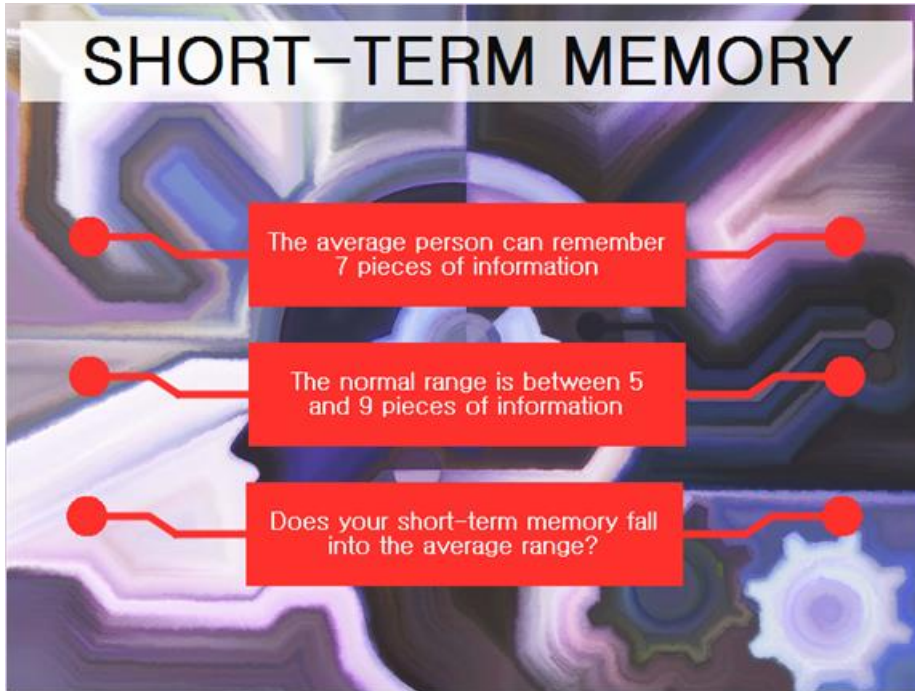 SHORT-TERM MEMORY
The average person can remember
7 pieces of information
The normal range is between 5
and 9 pieces of information
Does your short-term memory fall
into the average range?